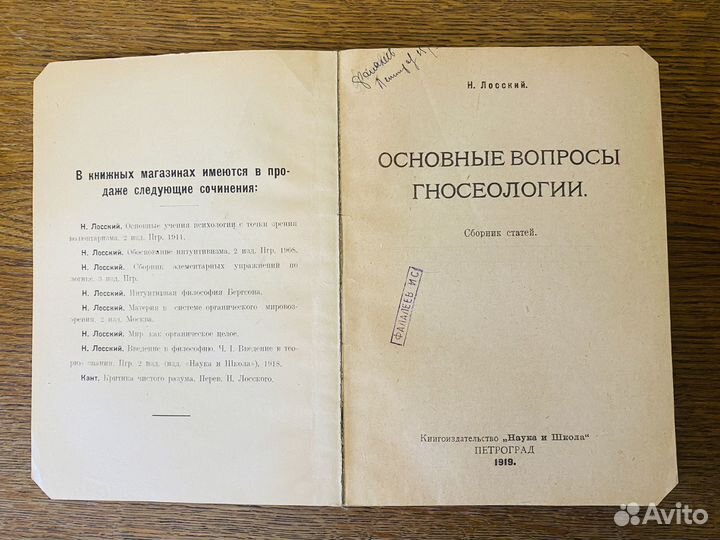 В книжных магазинах имеются в про-
даже следующие сочинения:
Н. Лосский. Основные учения психологии с точки зрения
волюнтаризма. 2 изд. Пгр. 1911.
Н. Лосский. Обоснование интуитивизма. 2 изд. Пгр. 1908.
Н. Лосский. Сборник элементарных упражнений по
логике. 3 изд. Пгр.
Н. Лосский. Интуитивная философия Бергсона.
Н. Лосский. Материя в системе органического мировоз-
зрения. 2 изд. Москва.
Н. Лосский. Мир как органическое целое.
Н. Лосский. Введение в философию. Ч. I. Введение в тео-
рию знания. Пгр. 2 изд. (изд. «Наука и Школа»), 1918.
Кант. Критика чистого разума. Перев. Н. Лосского.
Фалалеев
Н. Лосский.
ОСНОВНЫЕ ВОПРОСЫ
ГНОСЕОЛОГИИ.
Сборник статей.
ФАЛАЛЕЕВЪ И.С.
Книгоиздательство „Наука и Школа“
ПЕТРОГРАД
1919.
Avito